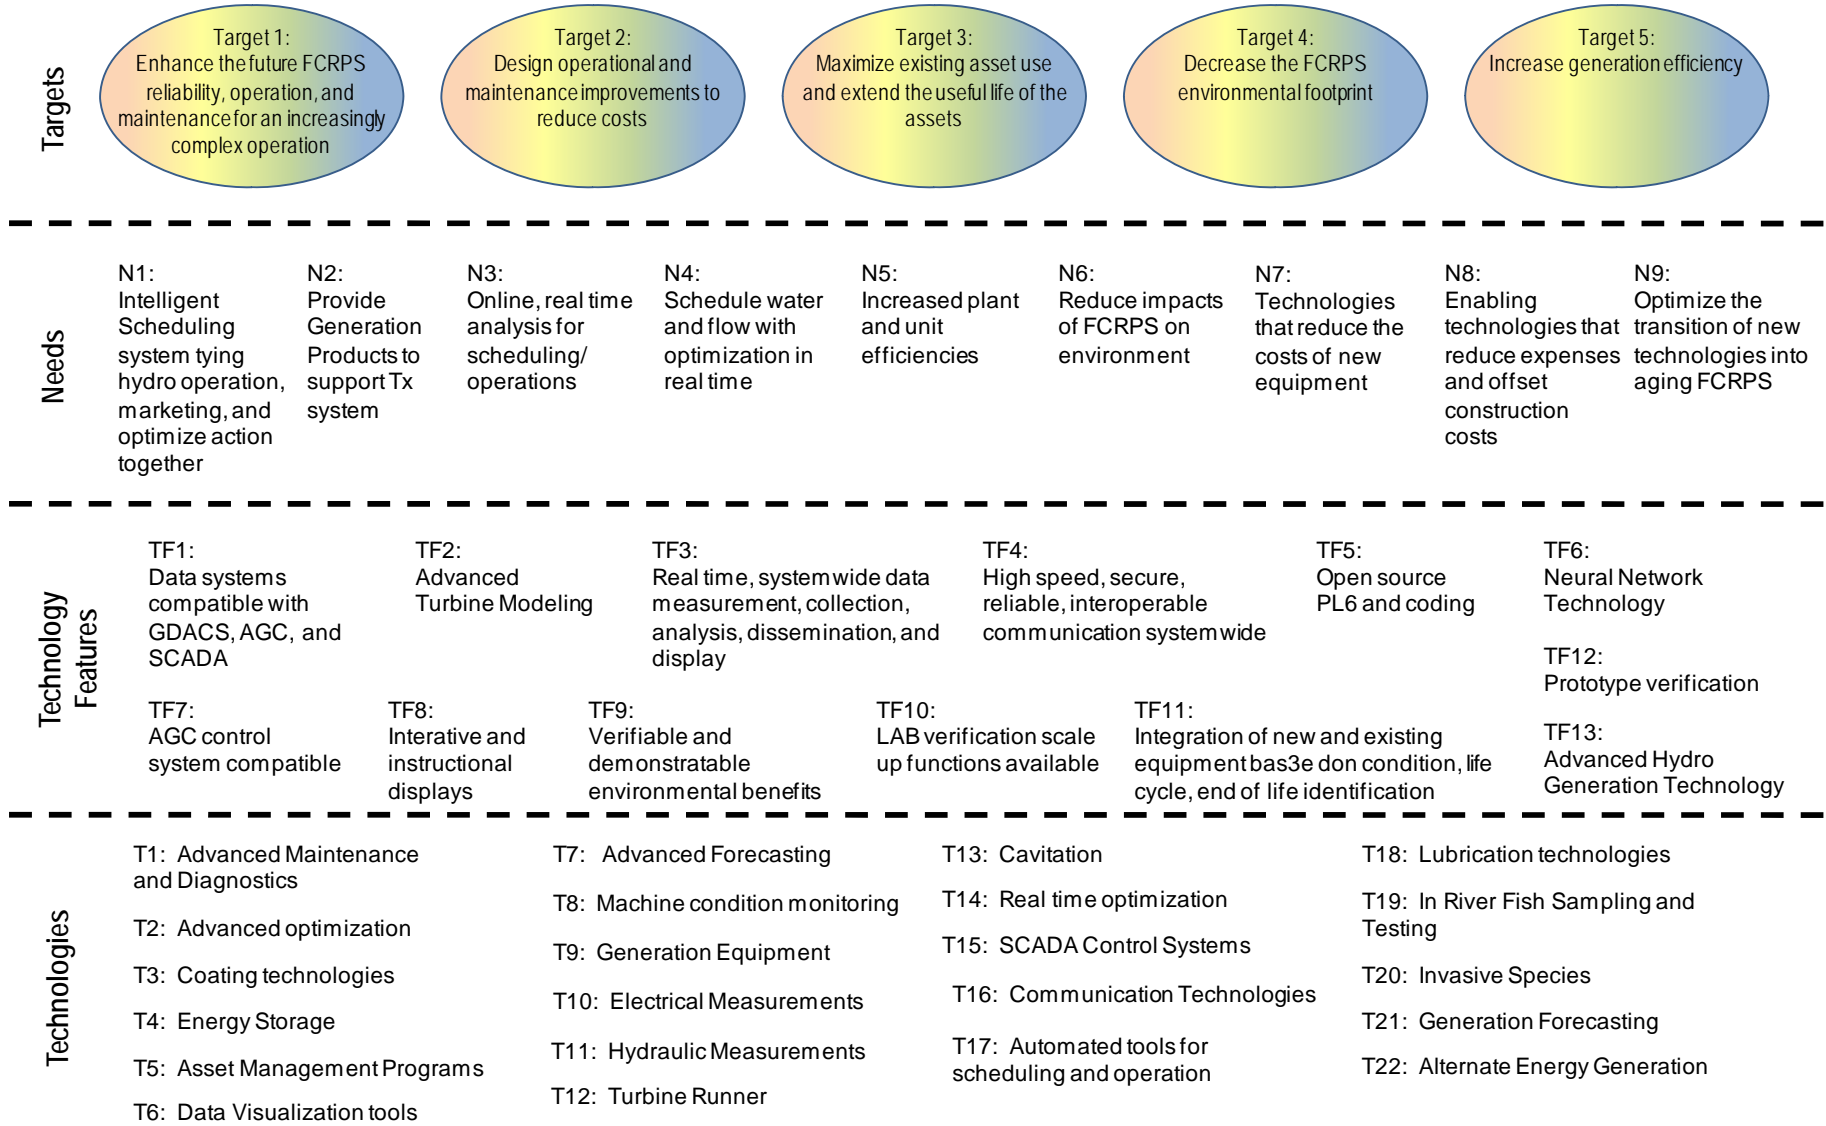 Targets
Target 1:
Enhance the future FCRPS
reliability, operation, and
maintenance for an increasingly
complex operation
Target 2:
Design operational and
maintenance improvements to
reduce costs
Target 3:
Maximize existing asset use
and extend the useful life of the
assets
Target 4:
Decrease the FCRPS
environmental footprint
Target 5:
Increase generation efficiency
Needs
N1:
Intelligent
Scheduling
system tying
hydro operation,
marketing, and
optimize action
together
N2:
Provide
Generation
Products to
support Tx
system
N3:
Online, real time
analysis for
scheduling/
operations
N4:
Schedule water
and flow with
optimization in
real time
N5:
Increased plant
and unit
efficiencies
N6:
Reduce impacts
of FCRPS on
environment
N7:
Technologies
that reduce the
costs of new
equipment
N8:
Enabling
technologies that
reduce expenses
and offset
construction
costs
N9:
Optimize the
transition of new
technologies into
aging FCRPS
Technology
Features
TF1:
Data systems
compatible with
GDACS, AGC, and
SCADA
TF2:
Advanced
Turbine Modeling
TF3:
Real time, system wide data
measurement, collection,
analysis, dissemination, and
display
TF4:
High speed, secure,
reliable, interoperable
communication system wide
TF5:
Open source
PL6 and coding
TF6:
Neural Network
Technology
TF12:
Prototype verification
TF7:
AGC control
system compatible
TF8:
Interative and
instructional
displays
TF9:
Verifiable and
demonstratable
environmental benefits
TF10:
LAB verification scale
up functions available
TF11:
Integration of new and existing
equipment bas3e don condition, life
cycle, end of life identification
TF13:
Advanced Hydro
Generation Technology
Technologies
T1: Advanced Maintenance
and Diagnostics
T2: Advanced optimization
T3: Coating technologies
T4: Energy Storage
T5: Asset Management Programs
T6: Data Visualization tools
T7: Advanced Forecasting
T8: Machine condition monitoring
T9: Generation Equipment
T10: Electrical Measurements
T11: Hydraulic Measurements
T12: Turbine Runner
T13: Cavitation
T14: Real time optimization
T15: SCADA Control Systems
T16: Communication Technologies
T17: Automated tools for
scheduling and operation
T18: Lubrication technologies
T19: In River Fish Sampling and
Testing
T20: Invasive Species
T21: Generation Forecasting
T22: Alternate Energy Generation